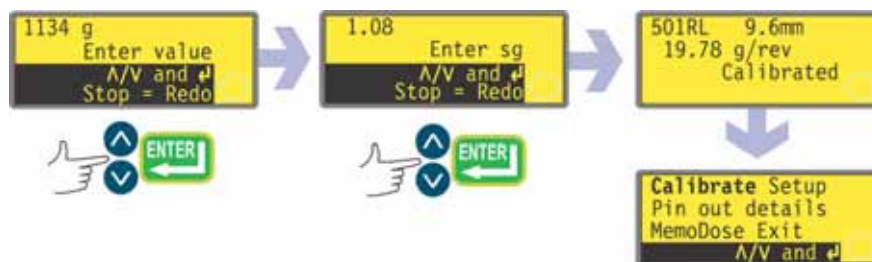 1134 g
Enter value
∧/∨ and ↵
Stop = Redo
ENTER
1.08
Enter sg
∧/∨ and ↵
Stop = Redo
ENTER
501RL 9.6mm
19.78 g/rev
Calibrated
Calibrate Setup
Pin out details
MemoDose Exit
∧/∨ and ↵